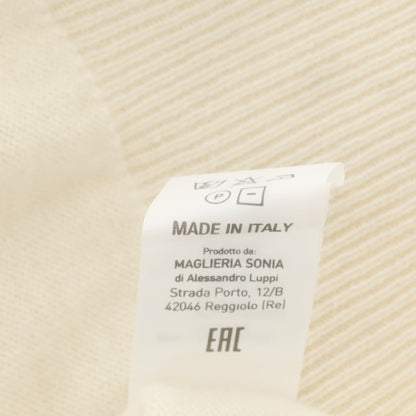 P
MADE IN ITALY
Prodotto da:
MAGLIERIA SONIA
di Alessandro Luppi
Strada Porto, 12/B
42046 Reggiolo (Re)
EAC